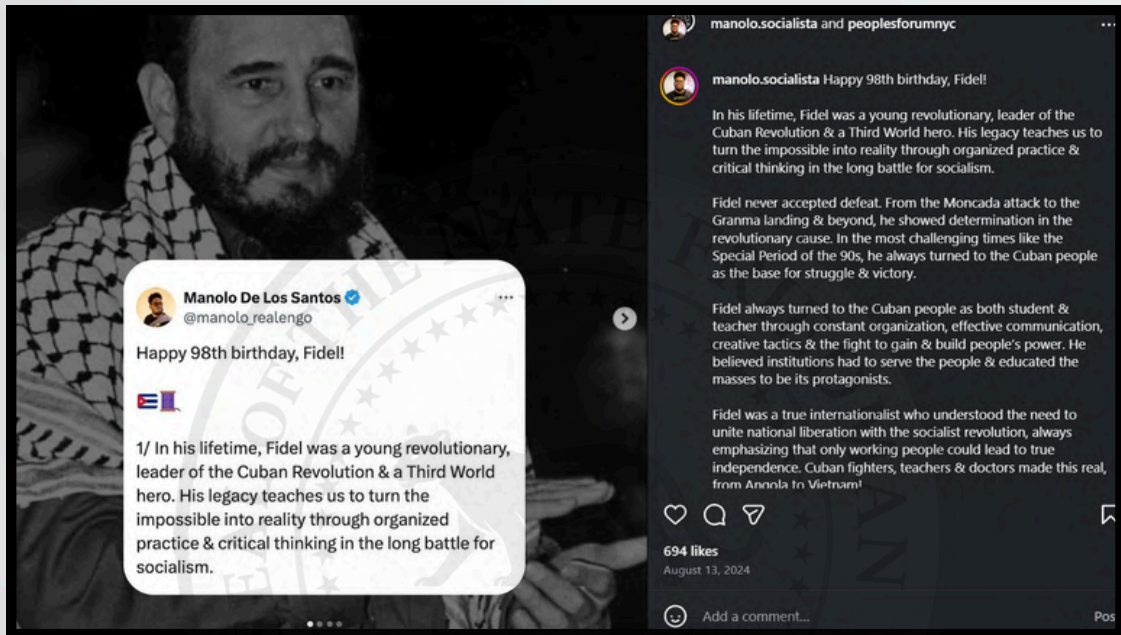 manolo.socialista and peoplesforumnyc
manolo.socialista Happy 98th birthday, Fidel!
In his lifetime, Fidel was a young revolutionary, leader of the
Cuban Revolution & a Third World hero. His legacy teaches us to
turn the impossible into reality through organized practice &
critical thinking in the long battle for socialism.
Fidel never accepted defeat. From the Moncada attack to the
Granma landing & beyond, he showed determination in the
revolutionary cause. In the most challenging times like the
Special Period of the 90s, he always turned to the Cuban people
as the base for struggle & victory.
Fidel always turned to the Cuban people as both student &
teacher through constant organization, effective communication,
creative tactics & the fight to gain & build people's power. He
believed institutions had to serve the people & educated the
masses to be its protagonists.
Fidel was a true internationalist who understood the need to
unite national liberation with the socialist revolution, always
emphasizing that only working people could lead to true
independence. Cuban fighters, teachers & doctors made this real,
from Angola to Vietnam!
694 likes
August 13, 2024
Add a comment...
Pos
Manolo De Los Santos
@manolo_realengo
Happy 98th birthday, Fidel!
1/ In his lifetime, Fidel was a young revolutionary,
leader of the Cuban Revolution & a Third World
hero. His legacy teaches us to turn the
impossible into reality through organized
practice & critical thinking in the long battle for
socialism.